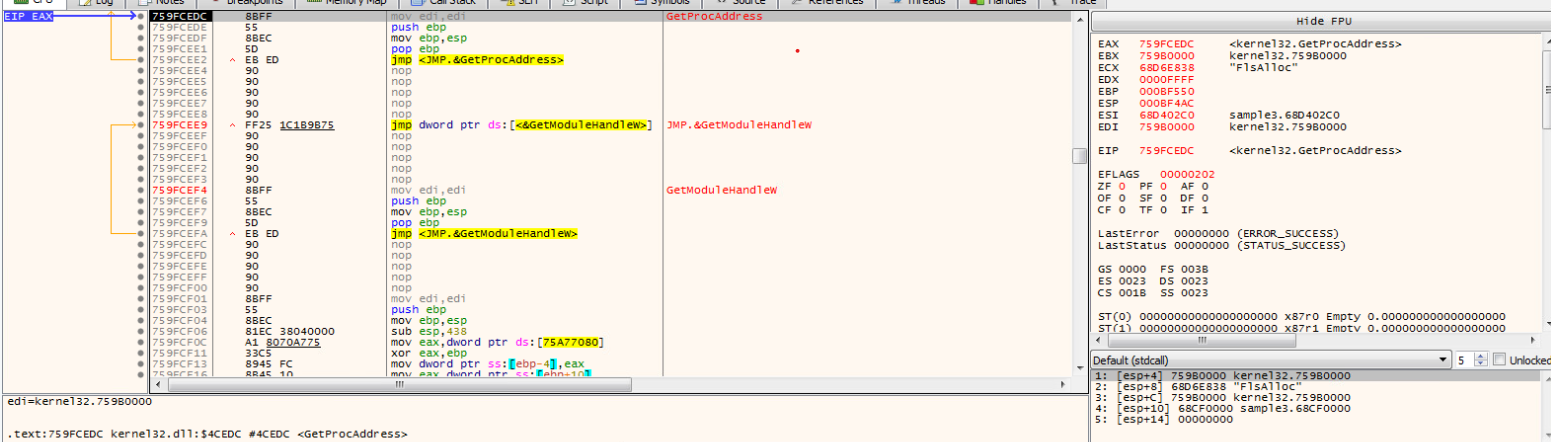 CPU Log Notes Breakpoints Memory Map Call Stack SEH Script Symbols Source References Threads Handles Trace
EIP EAX 759FCEDC 8BFF mov edi,edi GetProcAddress
759FCEDE 55 push ebp
759FCEDF 8BEC mov ebp,esp
759FCEE1 5D pop ebp
759FCEE2 ^ EB ED jmp <JMP.&GetProcAddress>
759FCEE4 90 nop
759FCEE5 90 nop
759FCEE6 90 nop
759FCEE7 90 nop
759FCEE8 90 nop
759FCEE9 ^ FF25 1C1B9B75 jmp dword ptr ds:[<&GetModuleHandleW>] JMP.&GetModuleHandleW
759FCEEF 90 nop
759FCEF0 90 nop
759FCEF1 90 nop
759FCEF2 90 nop
759FCEF3 90 nop
759FCEF4 8BFF mov edi,edi GetModuleHandleW
759FCEF6 55 push ebp
759FCEF7 8BEC mov ebp,esp
759FCEF9 5D pop ebp
759FCEFA ^ EB ED jmp <JMP.&GetModuleHandleW>
759FCEFC 90 nop
759FCEFD 90 nop
759FCEFE 90 nop
759FCEFF 90 nop
759FCF00 90 nop
759FCF01 8BFF mov edi,edi
759FCF03 55 push ebp
759FCF04 8BEC mov ebp,esp
759FCF06 81EC 38040000 sub esp,438
759FCF0C A1 8070A775 mov eax,dword ptr ds:[75A77080]
759FCF11 33C5 xor eax,ebp
759FCF13 8945 FC mov dword ptr ss:[ebp-4],eax
759FCF16 8B45 10 mov eax,dword ptr ss:[ebp+10]
edi=kernel32.759B0000
.text:759FCEDC kernel32.dll:$4CEDC #4CEDC <GetProcAddress>
Hide FPU
EAX 759FCEDC <kernel32.GetProcAddress>
EBX 759B0000 kernel32.759B0000
ECX 68D6E838 "FlsAlloc"
EDX 0000FFFF
EBP 000BF550
ESP 000BF4AC
ESI 68D402C0 sample3.68D402C0
EDI 759B0000 kernel32.759B0000
EIP 759FCEDC <kernel32.GetProcAddress>
EFLAGS 00000202
ZF 0 PF 0 AF 0
OF 0 SF 0 DF 0
CF 0 TF 0 IF 1
LastError 00000000 (ERROR_SUCCESS)
LastStatus 00000000 (STATUS_SUCCESS)
GS 0000 FS 003B
ES 0023 DS 0023
CS 001B SS 0023
ST(0) 00000000000000000000 x87r0 Empty 0.000000000000000000
ST(1) 00000000000000000000 x87r1 Empty 0.000000000000000000
Default (stdcall) 5 Unlocked
1: [esp+4] 759B0000 kernel32.759B0000
2: [esp+8] 68D6E838 "FlsAlloc"
3: [esp+C] 759B0000 kernel32.759B0000
4: [esp+10] 68CF0000 sample3.68CF0000
5: [esp+14] 00000000